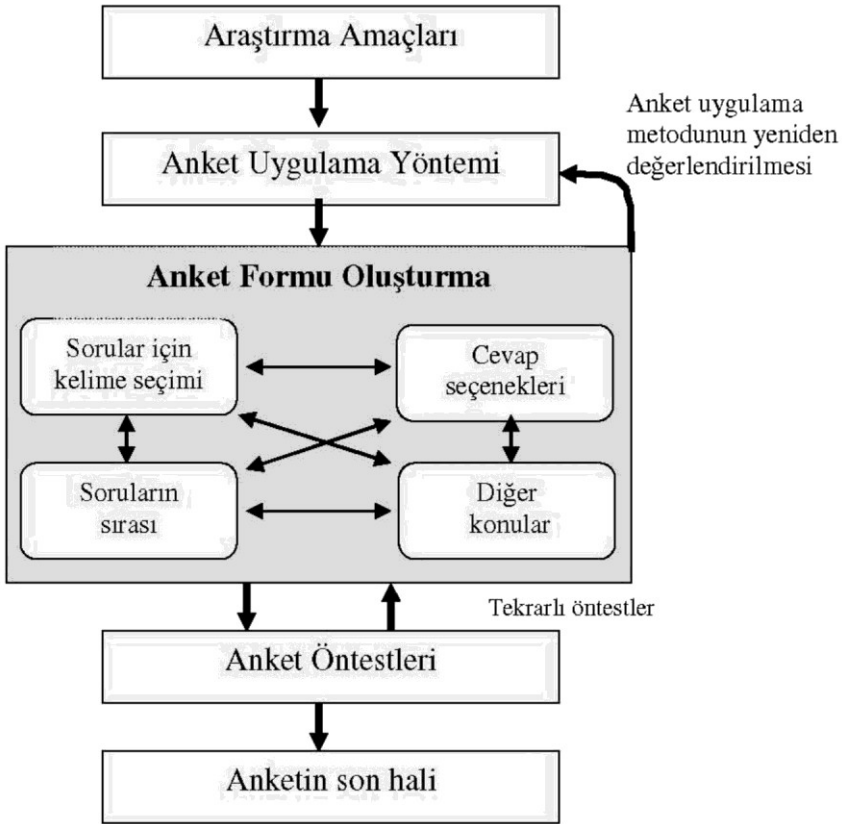 Araştırma Amaçları
Anket uygulama
metodunun yeniden
değerlendirilmesi
Anket Uygulama Yöntemi
Anket Formu Oluşturma
Sorular için
kelime seçimi
Cevap
seçenekleri
Soruların
sırası
Diğer
konular
Tekrarlı öntestler
Anket Öntestleri
Anketin son hali